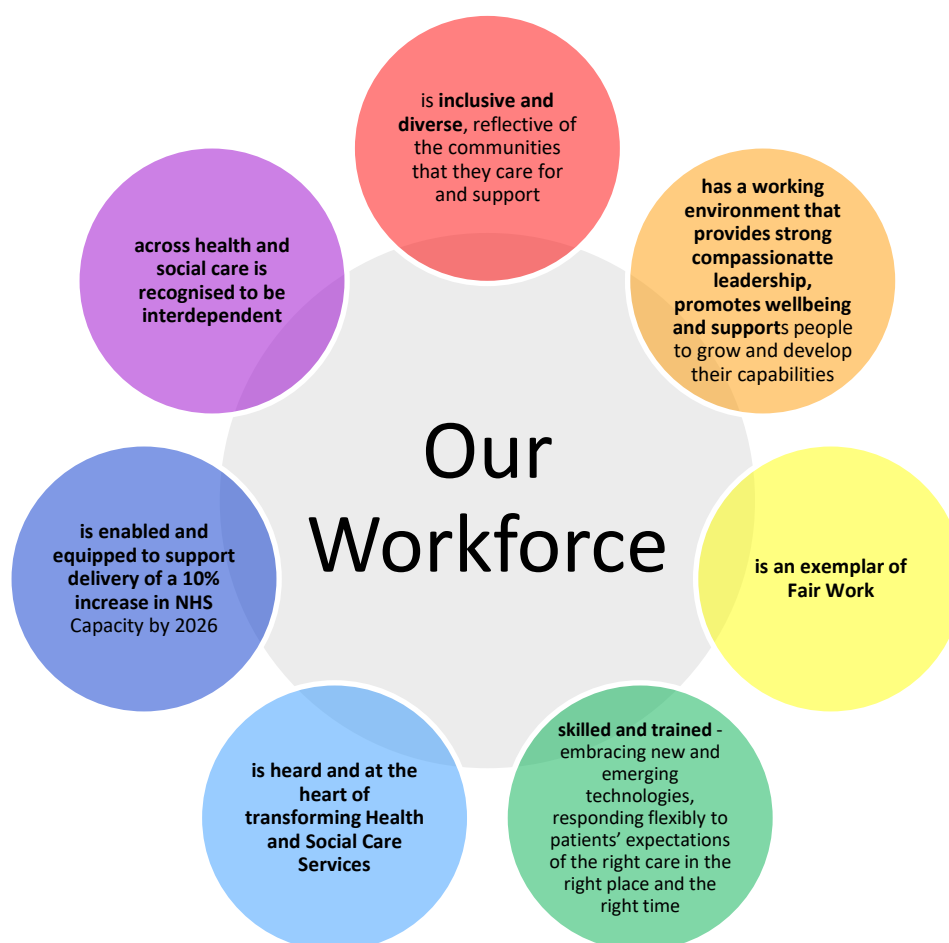 is inclusive and
diverse, reflective of
the communities
that they care for
and support
has a working
environment that
provides strong
compassionatte
leadership,
promotes wellbeing
and supports people
to grow and develop
their capabilities
is an exemplar of
Fair Work
skilled and trained -
embracing new and
emerging
technologies,
responding flexibly to
patients’ expectations
of the right care in the
right place and the
right time
is heard and at the
heart of
transforming Health
and Social Care
Services
is enabled and
equipped to support
delivery of a 10%
increase in NHS
Capacity by 2026
across health and
social care is
recognised to be
interdependent
Our
Workforce